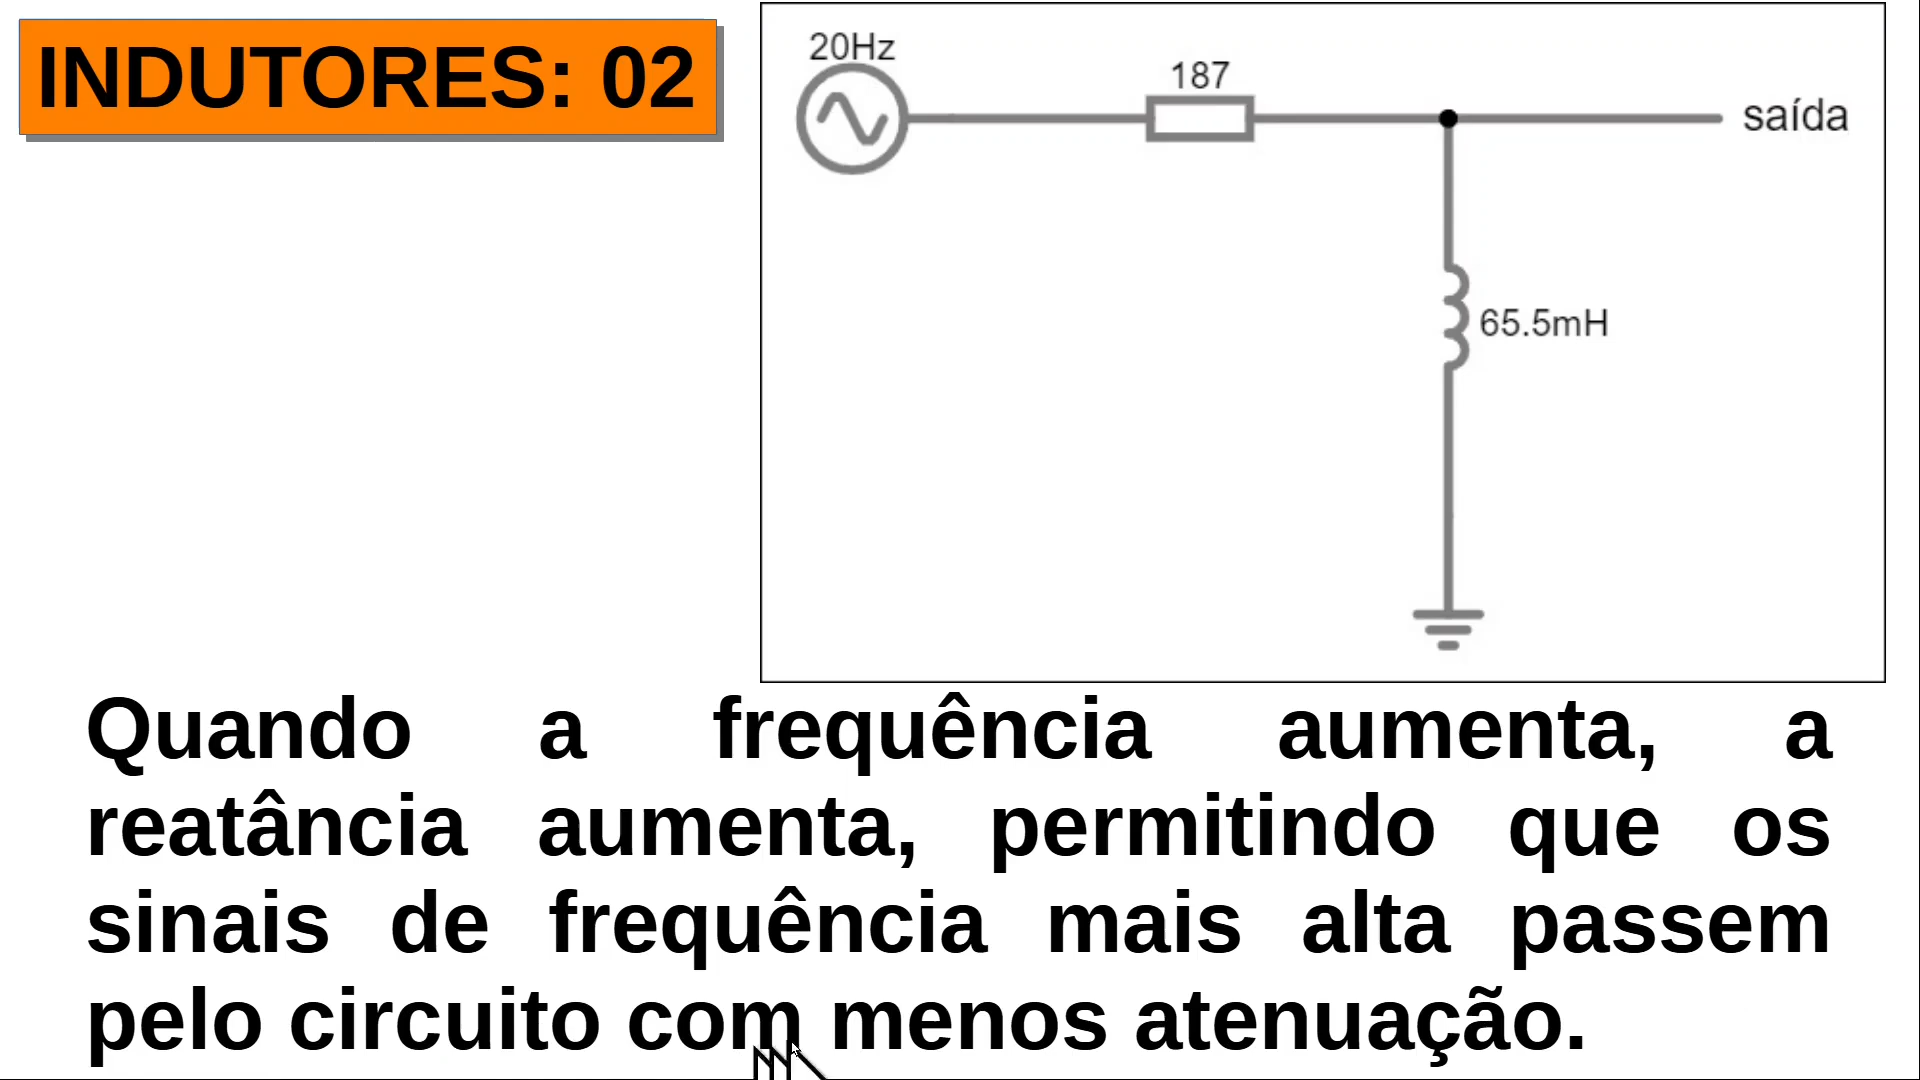 INDUTORES: 02
20Hz
187
saída
65.5mH
Quando a frequência aumenta, a
reatância aumenta, permitindo que os
sinais de frequência mais alta passem
pelo circuito com menos atenuação.